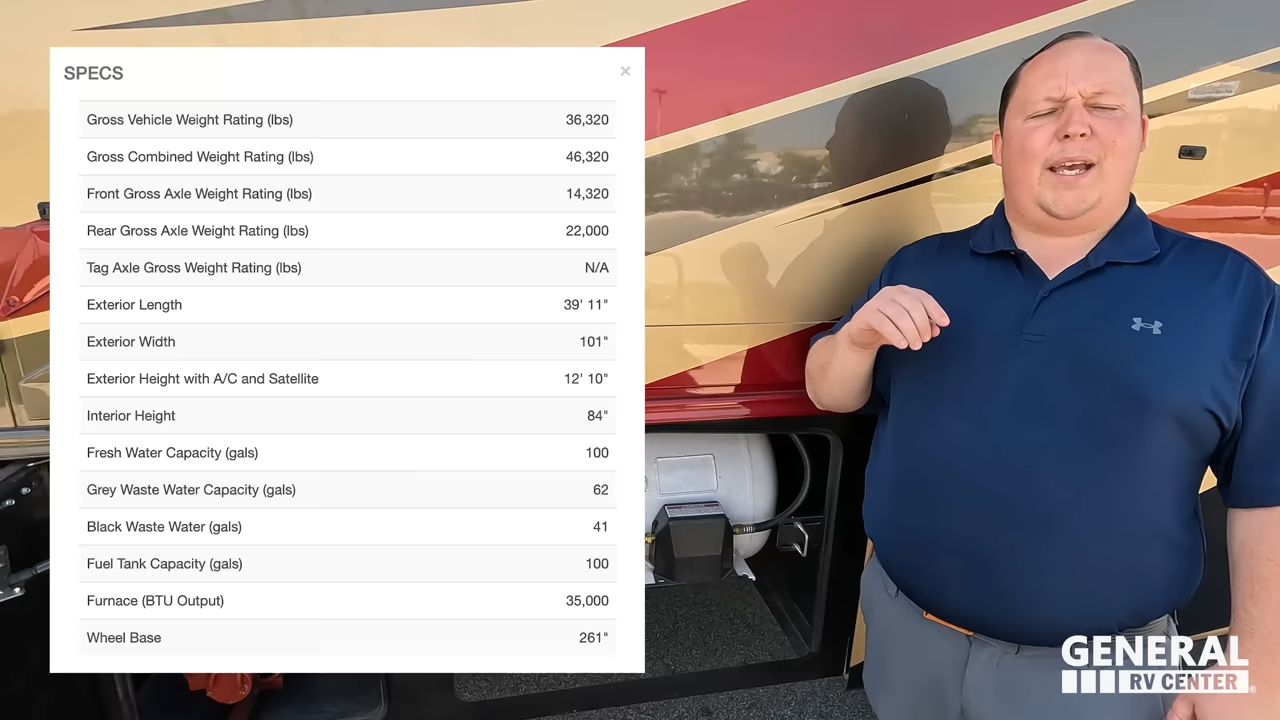 SPECS ×
Gross Vehicle Weight Rating (lbs) 36,320
Gross Combined Weight Rating (lbs) 46,320
Front Gross Axle Weight Rating (lbs) 14,320
Rear Gross Axle Weight Rating (lbs) 22,000
Tag Axle Gross Weight Rating (lbs) N/A
Exterior Length 39' 11"
Exterior Width 101"
Exterior Height with A/C and Satellite 12' 10"
Interior Height 84"
Fresh Water Capacity (gals) 100
Grey Waste Water Capacity (gals) 62
Black Waste Water (gals) 41
Fuel Tank Capacity (gals) 100
Furnace (BTU Output) 35,000
Wheel Base 261"
GENERAL
RV CENTER®